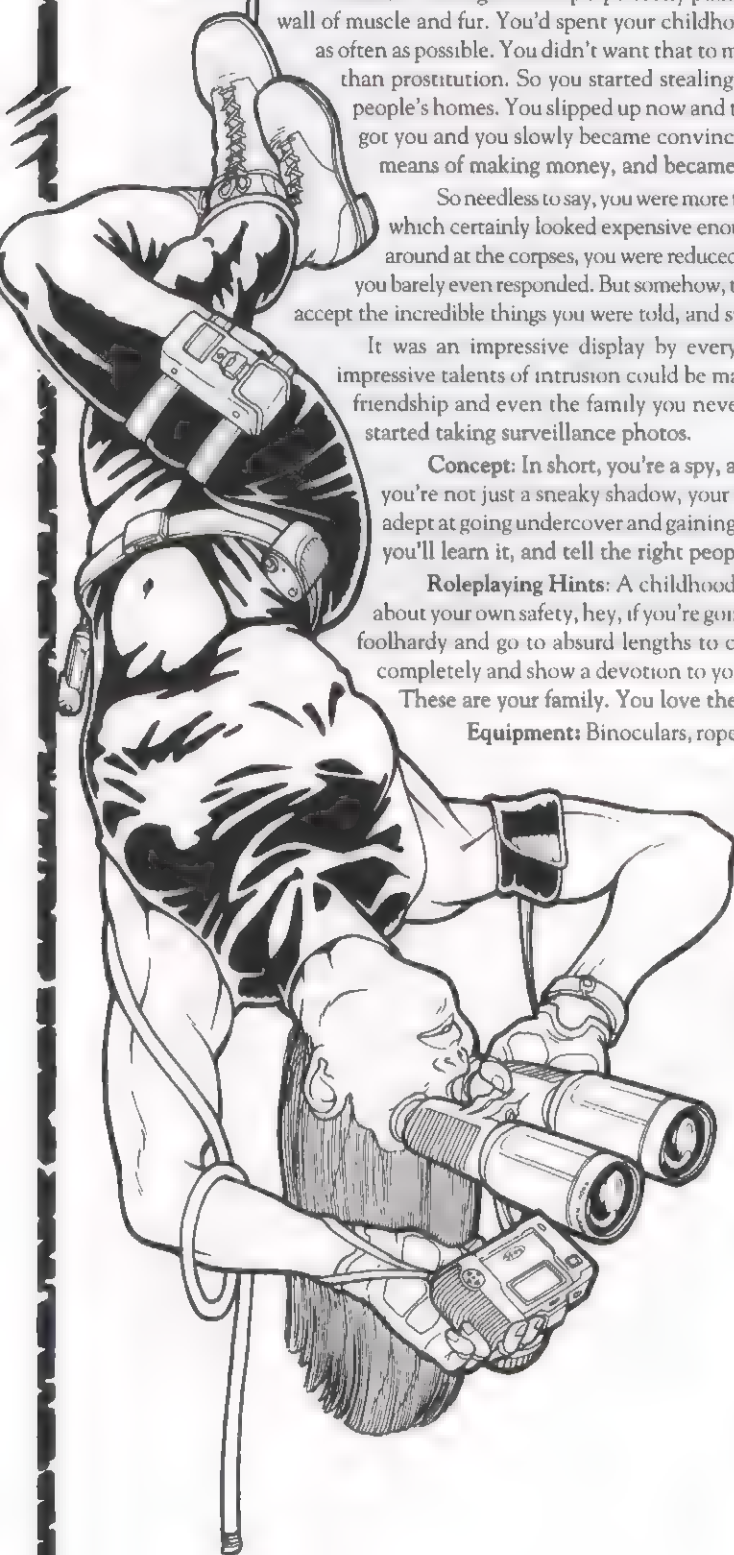 wall of muscle and fur. You'd spent your childho
as often as possible. You didn't want that to m
than prostitution. So you started stealing
people's homes. You slipped up now and t
got you and you slowly became convinc
means of making money, and became
So needless to say, you were more t
which certainly looked expensive enou
around at the corpses, you were reduced
you barely even responded. But somehow, t
accept the incredible things you were told, and s
It was an impressive display by every
impressive talents of intrusion could be ma
friendship and even the family you neve
started taking surveillance photos.
Concept: In short, you're a spy, a
you're not just a sneaky shadow, your
adept at going undercover and gaining
you'll learn it, and tell the right peop
Roleplaying Hints: A childhood
about your own safety, hey, if you're goi
foolhardy and go to absurd lengths to c
completely and show a devotion to yo
These are your family. You love the
Equipment: Binoculars, rope